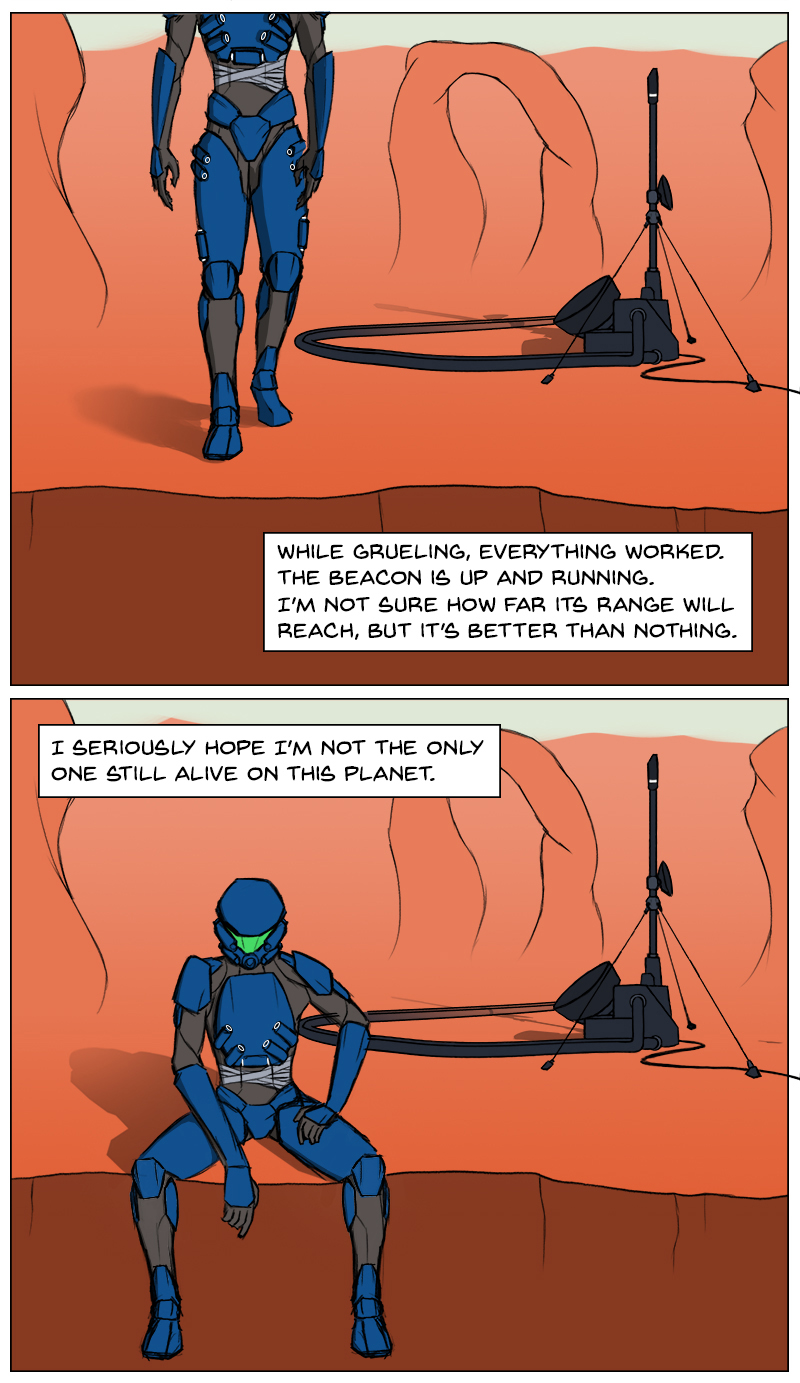 WHILE GRUELING, EVERYTHING WORKED.
THE BEACON IS UP AND RUNNING.
I'M NOT SURE HOW FAR ITS RANGE WILL
REACH, BUT IT'S BETTER THAN NOTHING.
I SERIOUSLY HOPE I'M NOT THE ONLY
ONE STILL ALIVE ON THIS PLANET.